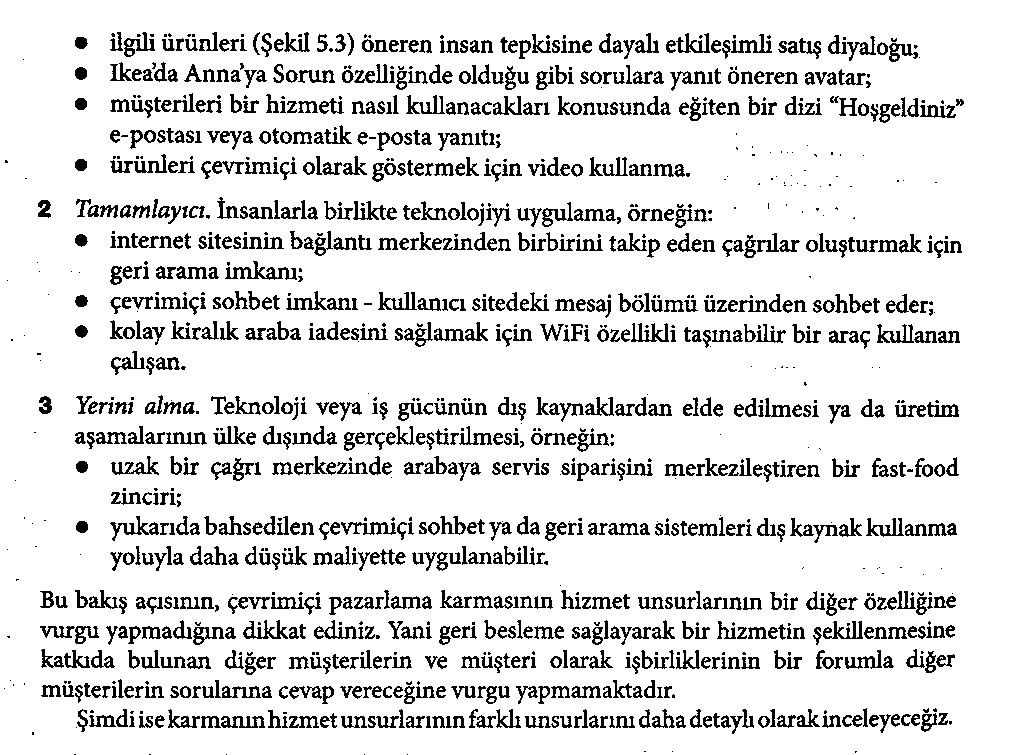 • ilgili ürünleri (Şekil 5.3) öneren insan tepkisine dayalı etkileşimli satış diyaloğu;
• Ikea'da Anna'ya Sorun özelliğinde olduğu gibi sorulara yanıt öneren avatar;
• müşterileri bir hizmeti nasıl kullanacakları konusunda eğiten bir dizi “Hoşgeldiniz”
e-postası veya otomatik e-posta yanıtı;
• ürünleri çevrimiçi olarak göstermek için video kullanma.
2 Tamamlayıcı. İnsanlarla birlikte teknolojiyi uygulama, örneğin:
• internet sitesinin bağlantı merkezinden birbirini takip eden çağrılar oluşturmak için
geri arama imkanı;
• çevrimiçi sohbet imkanı - kullanıcı sitedeki mesaj bölümü üzerinden sohbet eder;
• kolay kiralık araba iadesini sağlamak için WiFi özellikli taşınabilir bir araç kullanan
çalışan.
3 Yerini alma. Teknoloji veya iş gücünün dış kaynaklardan elde edilmesi ya da üretim
aşamalarının ülke dışında gerçekleştirilmesi, örneğin:
• uzak bir çağrı merkezinde arabaya servis siparişini merkezileştiren bir fast-food
zinciri;
• yukarıda bahsedilen çevrimiçi sohbet ya da geri arama sistemleri dış kaynak kullanma
yoluyla daha düşük maliyette uygulanabilir.
Bu bakış açısının, çevrimiçi pazarlama karmasının hizmet unsurlarının bir diğer özelliğine
vurgu yapmadığına dikkat ediniz. Yani geri besleme sağlayarak bir hizmetin şekillenmesine
katkıda bulunan diğer müşterilerin ve müşteri olarak işbirliklerinin bir forumla diğer
müşterilerin sorularına cevap vereceğine vurgu yapmamaktadır.
Şimdi ise karmanın hizmet unsurlarının farklı unsurlarını daha detaylı olarak inceleyeceğiz.